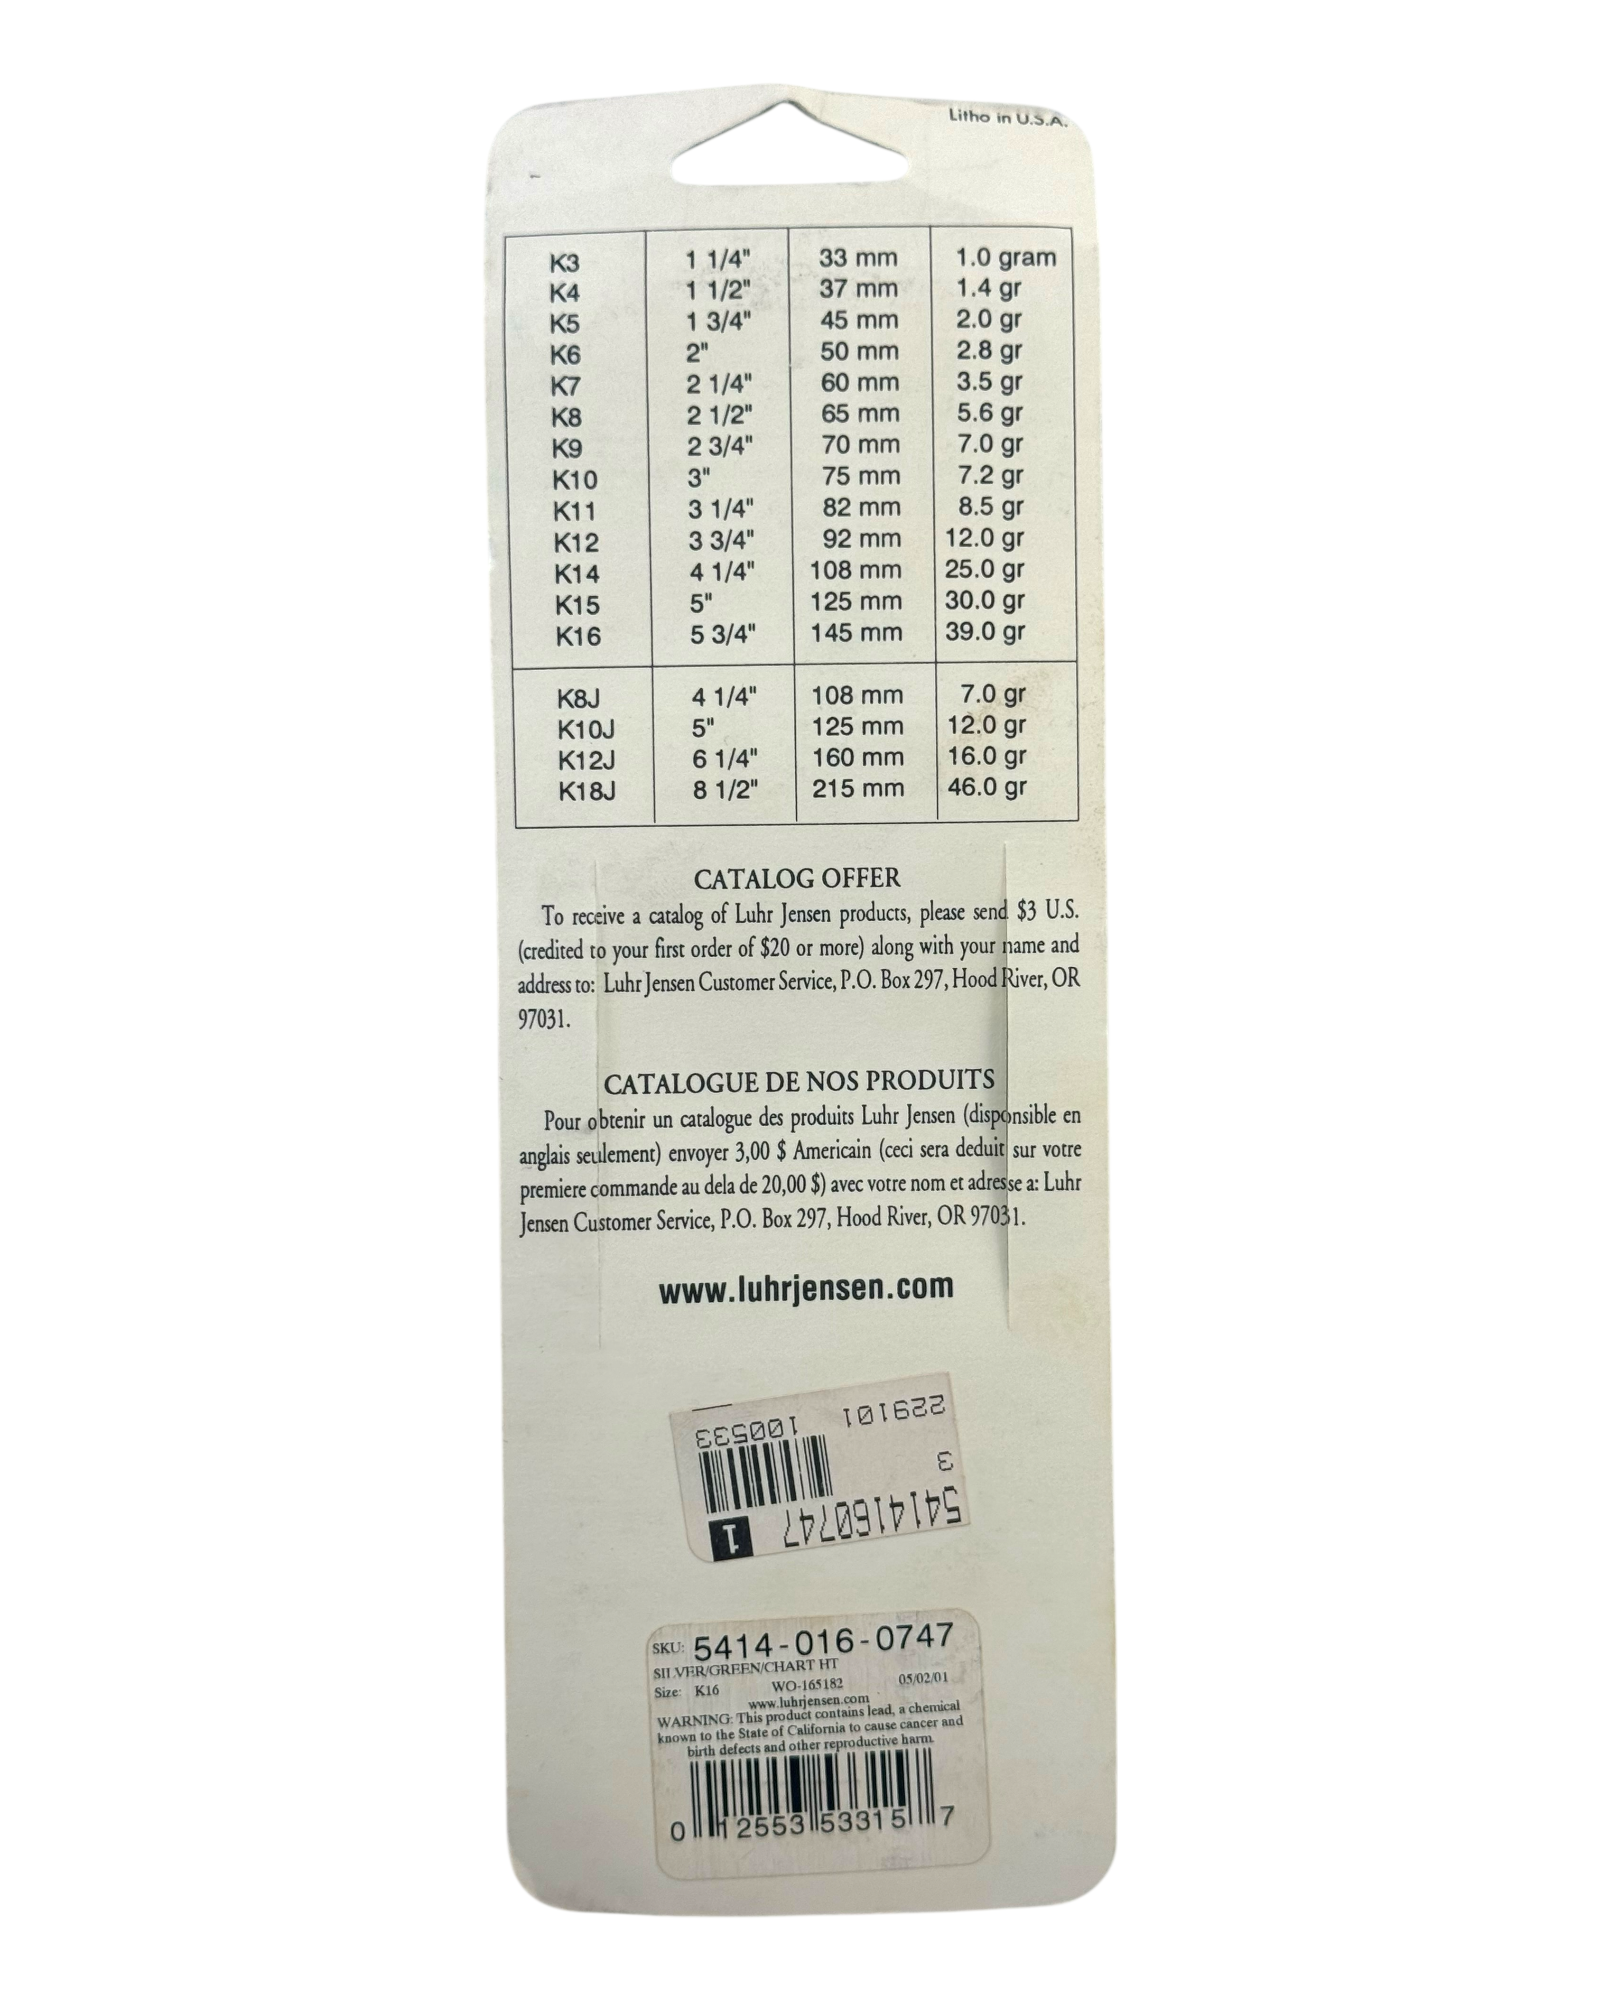 Litho in U.S.A.
K3 1 1/4" 33 mm 1.0 gram
K4 1 1/2" 37 mm 1.4 gr
K5 1 3/4" 45 mm 2.0 gr
K6 2" 50 mm 2.8 gr
K7 2 1/4" 60 mm 3.5 gr
K8 2 1/2" 65 mm 5.6 gr
K9 2 3/4" 70 mm 7.0 gr
K10 3" 75 mm 7.2 gr
K11 3 1/4" 82 mm 8.5 gr
K12 3 3/4" 92 mm 12.0 gr
K14 4 1/4" 108 mm 25.0 gr
K15 5" 125 mm 30.0 gr
K16 5 3/4" 145 mm 39.0 gr
K8J 4 1/4" 108 mm 7.0 gr
K10J 5" 125 mm 12.0 gr
K12J 6 1/4" 160 mm 16.0 gr
K18J 8 1/2" 215 mm 46.0 gr
CATALOG OFFER
To receive a catalog of Luhr Jensen products, please send $3 U.S.
(credited to your first order of $20 or more) along with your name and
address to: Luhr Jensen Customer Service, P.O. Box 297, Hood River, OR
97031.
CATALOGUE DE NOS PRODUITS
Pour obtenir un catalogue des produits Luhr Jensen (disponsible en
anglais seulement) envoyer 3,00 $ Americain (ceci sera deduit sur votre
premiere commande au dela de 20,00 $) avec votre nom et adresse a: Luhr
Jensen Customer Service, P.O. Box 297, Hood River, OR 97031.
www.luhrjensen.com
5414160747 1
3
229101 100533
SKU: 5414-016-0747
SILVER/GREEN/CHART HT
Size: K16 WO-165182 05/02/01
www.luhrjensen.com
WARNING: This product contains lead, a chemical
known to the State of California to cause cancer and
birth defects and other reproductive harm.
0 12553 53315 7